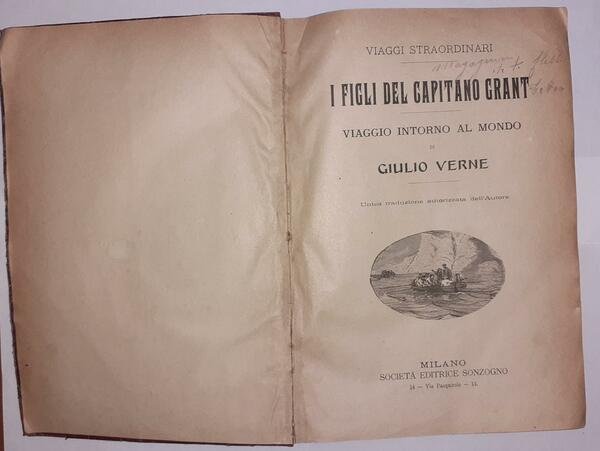 VIAGGI STRAORDINARI
I FIGLI DEL CAPITANO GRANT
VIAGGIO INTORNO AL MONDO
DI
GIULIO VERNE
Unica traduzione autorizzata dell'Autore
MILANO
SOCIETÀ EDITRICE SONZOGNO
14 — Via Pasquirolo — 14.